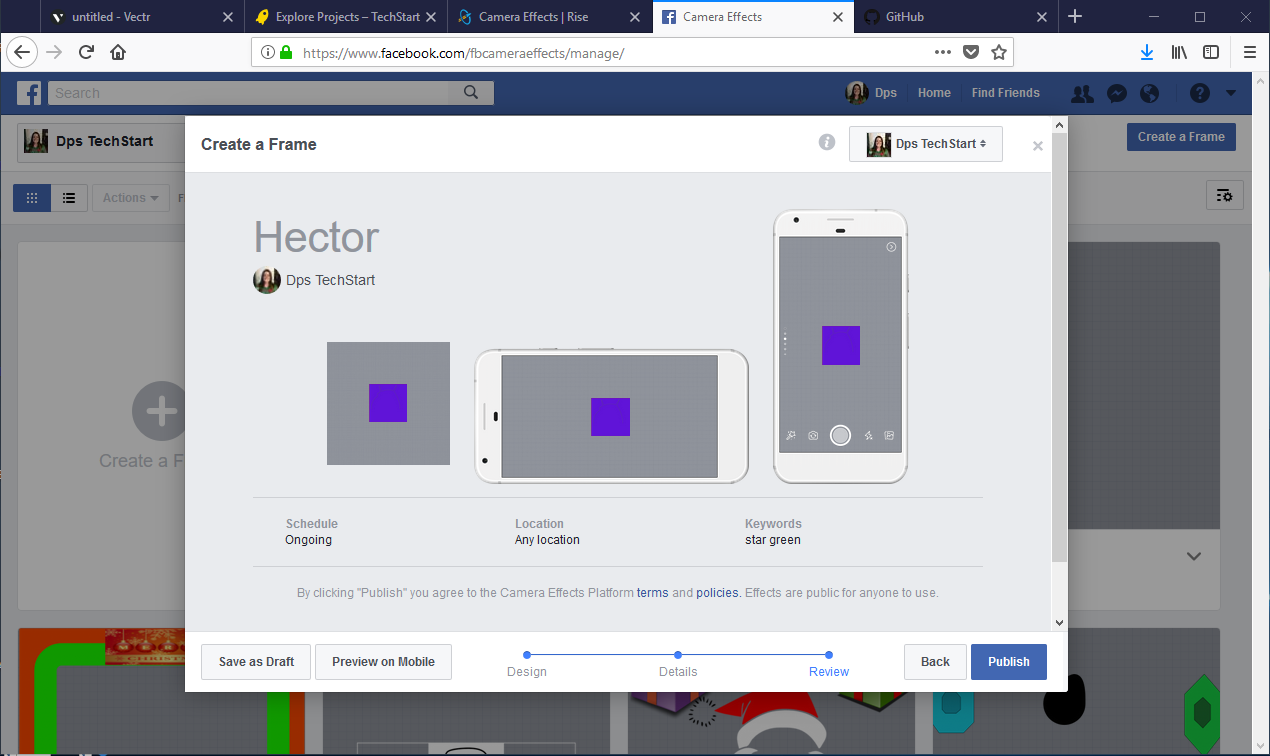 untitled - Vectr
Explore Projects – TechStart
Camera Effects | Rise
Camera Effects
GitHub
https://www.facebook.com/fbcameraeffects/manage/
Search
Dps
Home
Find Friends
Dps TechStart
Create a Frame
Dps TechStart
Create a Frame
Actions
F
Hector
Dps TechStart
Create a F
Schedule
Location
Keywords
Ongoing
Any location
star green
By clicking "Publish" you agree to the Camera Effects Platform terms and policies. Effects are public for anyone to use.
CHRISTM
Save as Draft
Preview on Mobile
Design
Details
Review
Back
Publish